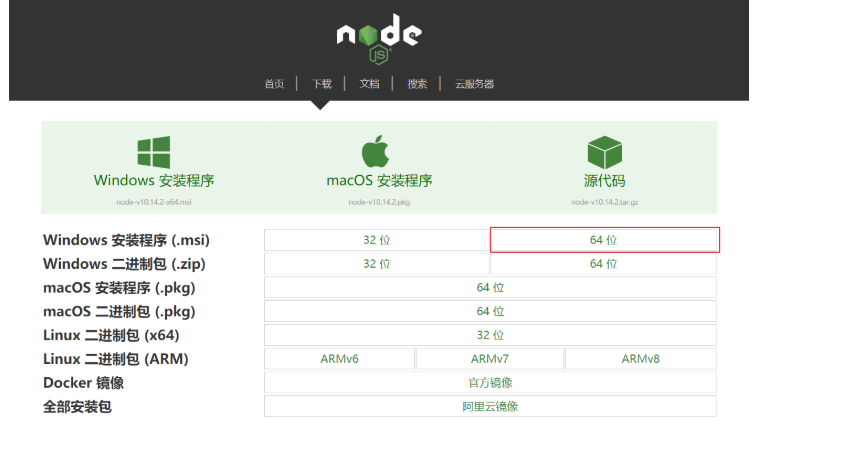 node
JS
首页 下载 文档 搜索 云服务器
Windows 安装程序 macOS 安装程序 源代码
node-v10.14.2-x64.msi node-v10.14.2.pkg node-v10.14.2.tar.gz
Windows 安装程序 (.msi) 32 位 64 位
Windows 二进制包 (.zip) 32 位 64 位
macOS 安装程序 (.pkg) 64 位
macOS 二进制包 (.pkg) 64 位
Linux 二进制包 (x64) 32 位
Linux 二进制包 (ARM) ARMv6 ARMv7 ARMv8
Docker 镜像 官方镜像
全部安装包 阿里云镜像